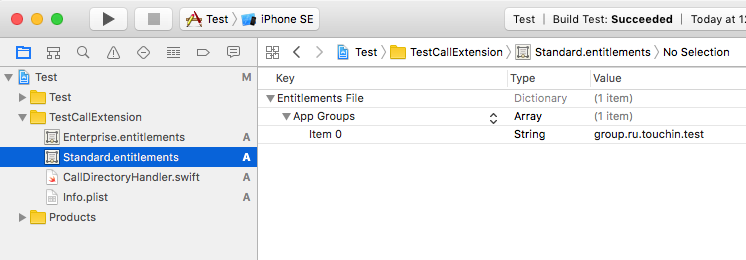 Test iPhone SE Test Build Test: Succeeded Today at 12
Test TestCallExtension Standard.entitlements No Selection
Test M
Test
TestCallExtension
Enterprise.entitlements A
Standard.entitlements A
CallDirectoryHandler.swift A
Info.plist A
Products
Key Type Value
Entitlements File Dictionary (1 item)
App Groups Array (1 item)
Item 0 String group.ru.touchin.test